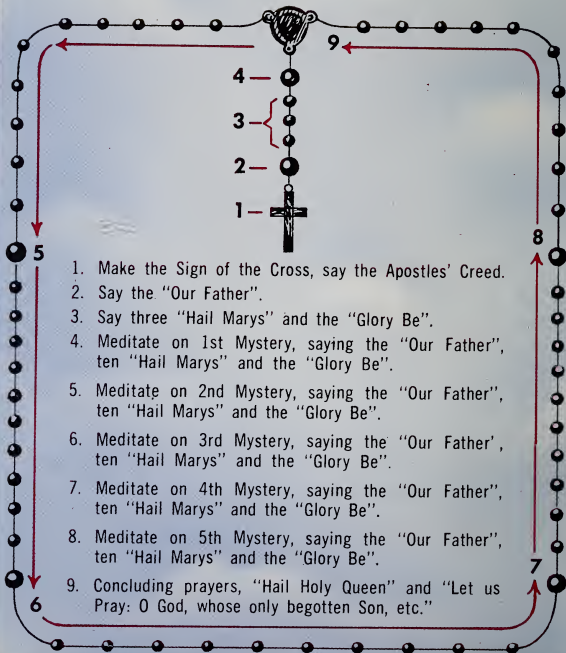 9
4
3
2
1
5
8
1. Make the Sign of the Cross, say the Apostles' Creed.
2. Say the "Our Father".
3. Say three "Hail Marys" and the "Glory Be".
4. Meditate on 1st Mystery, saying the "Our Father",
ten "Hail Marys" and the "Glory Be".
5. Meditate on 2nd Mystery, saying the "Our Father",
ten "Hail Marys" and the "Glory Be".
6. Meditate on 3rd Mystery, saying the "Our Father',
ten "Hail Marys" and the "Glory Be".
7. Meditate on 4th Mystery, saying the "Our Father",
ten "Hail Marys" and the "Glory Be".
8. Meditate on 5th Mystery, saying the "Our Father",
ten "Hail Marys" and the "Glory Be".
9. Concluding prayers, "Hail Holy Queen" and "Let us
Pray: O God, whose only begotten Son, etc."
7
6